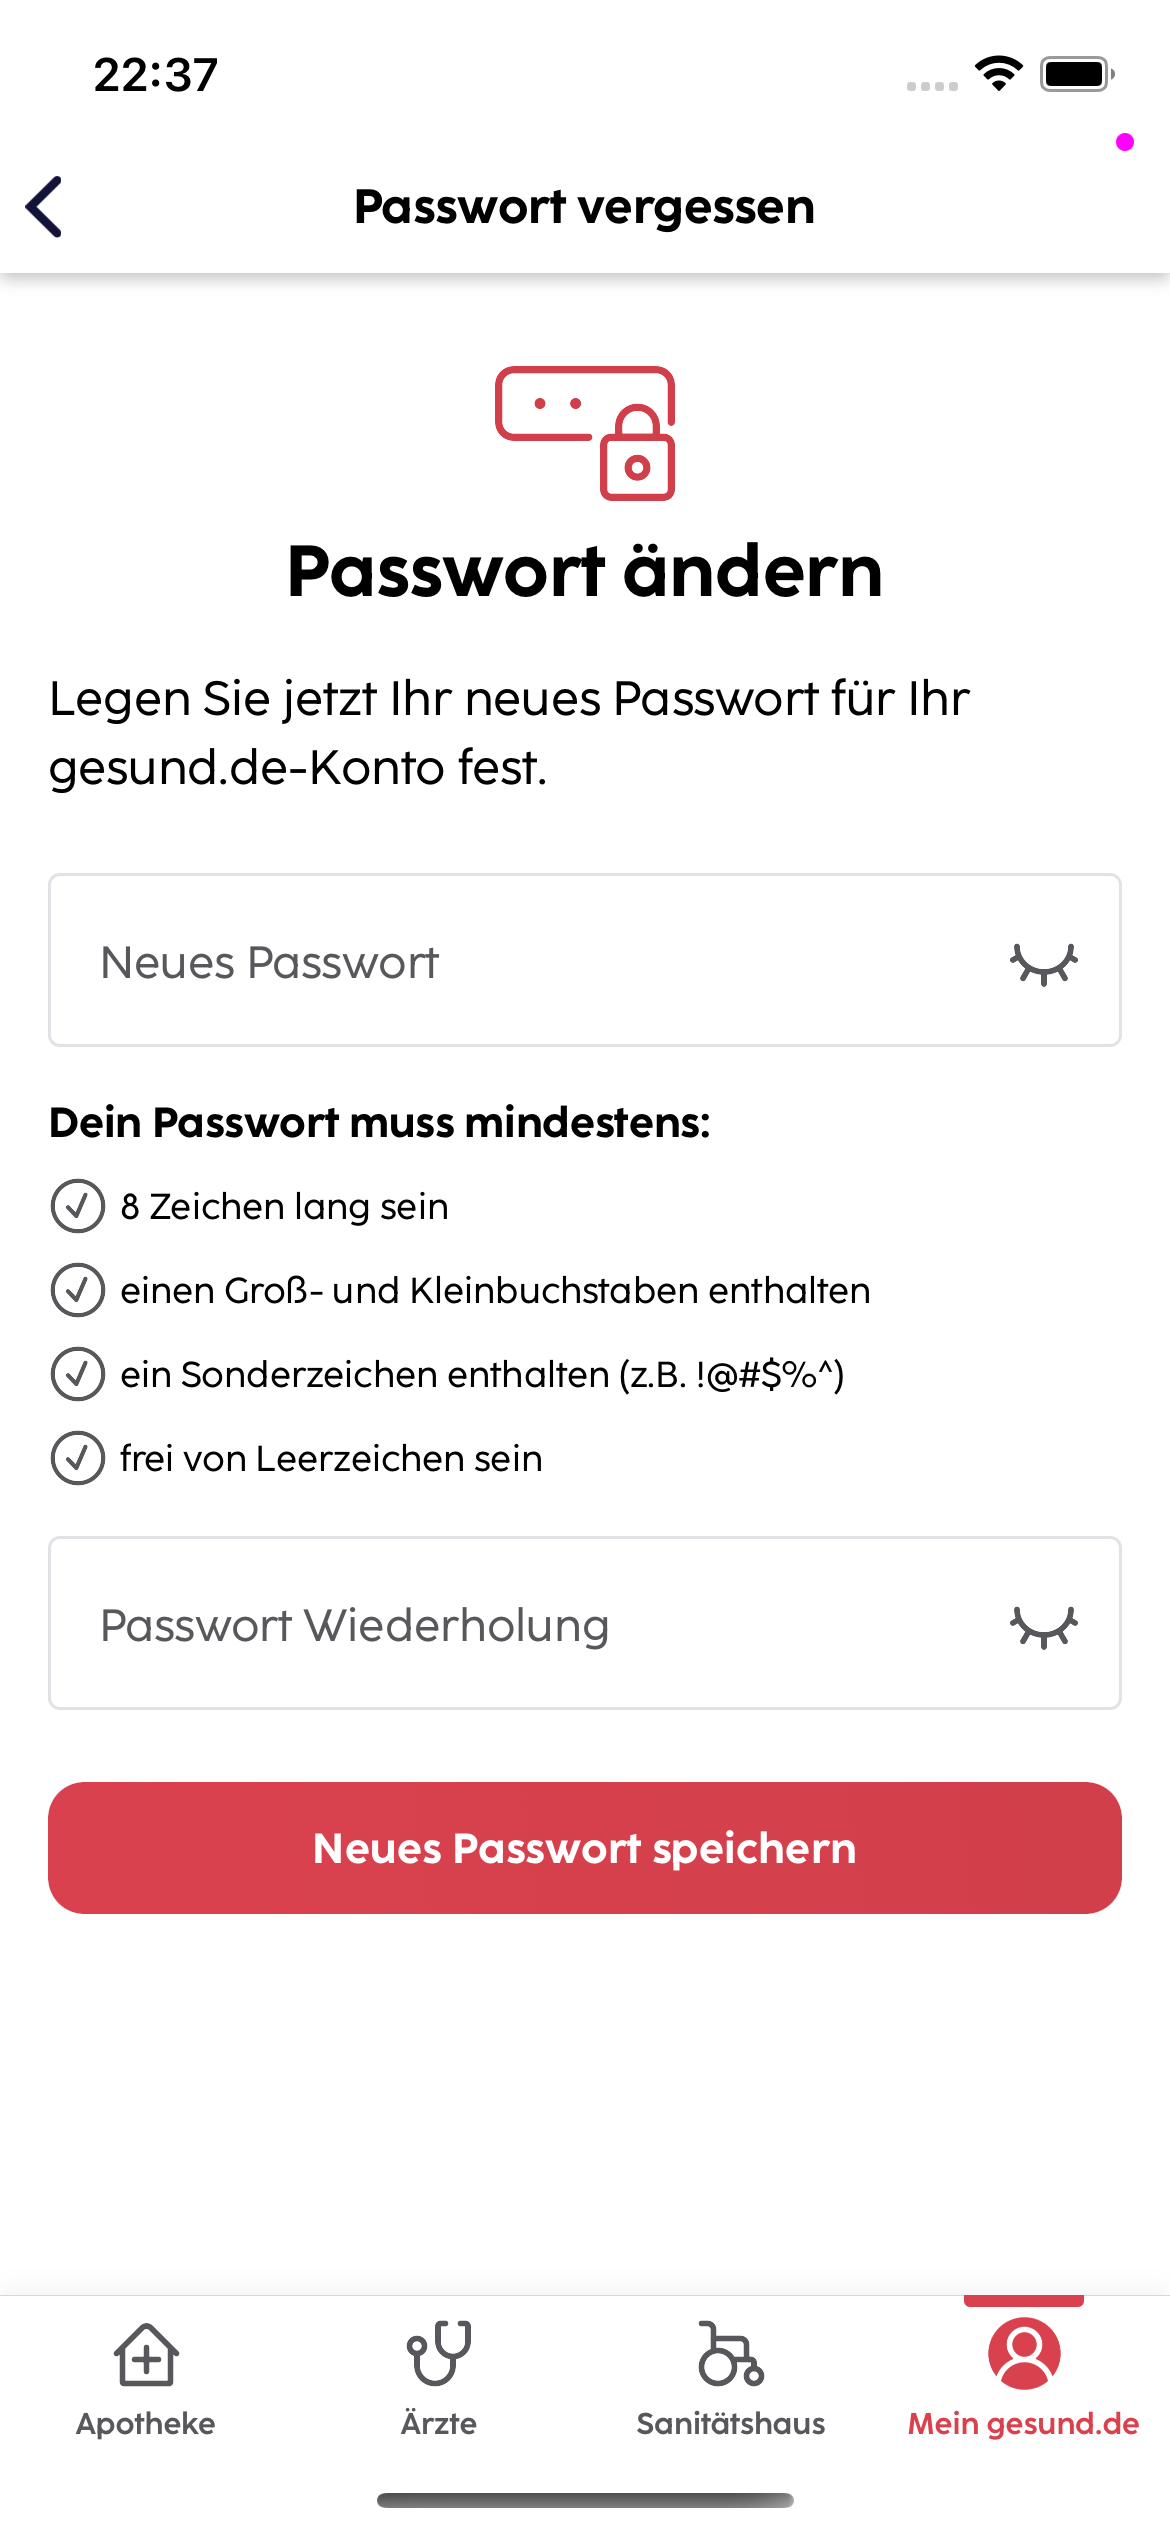 22:37
Passwort vergessen
Passwort ändern
Legen Sie jetzt Ihr neues Passwort für Ihr
gesund.de-Konto fest.
Neues Passwort
Dein Passwort muss mindestens:
8 Zeichen lang sein
einen Groß- und Kleinbuchstaben enthalten
ein Sonderzeichen enthalten (z.B. !@#$%^)
frei von Leerzeichen sein
Passwort Wiederholung
Neues Passwort speichern
Apotheke
Ärzte
Sanitätshaus
Mein gesund.de